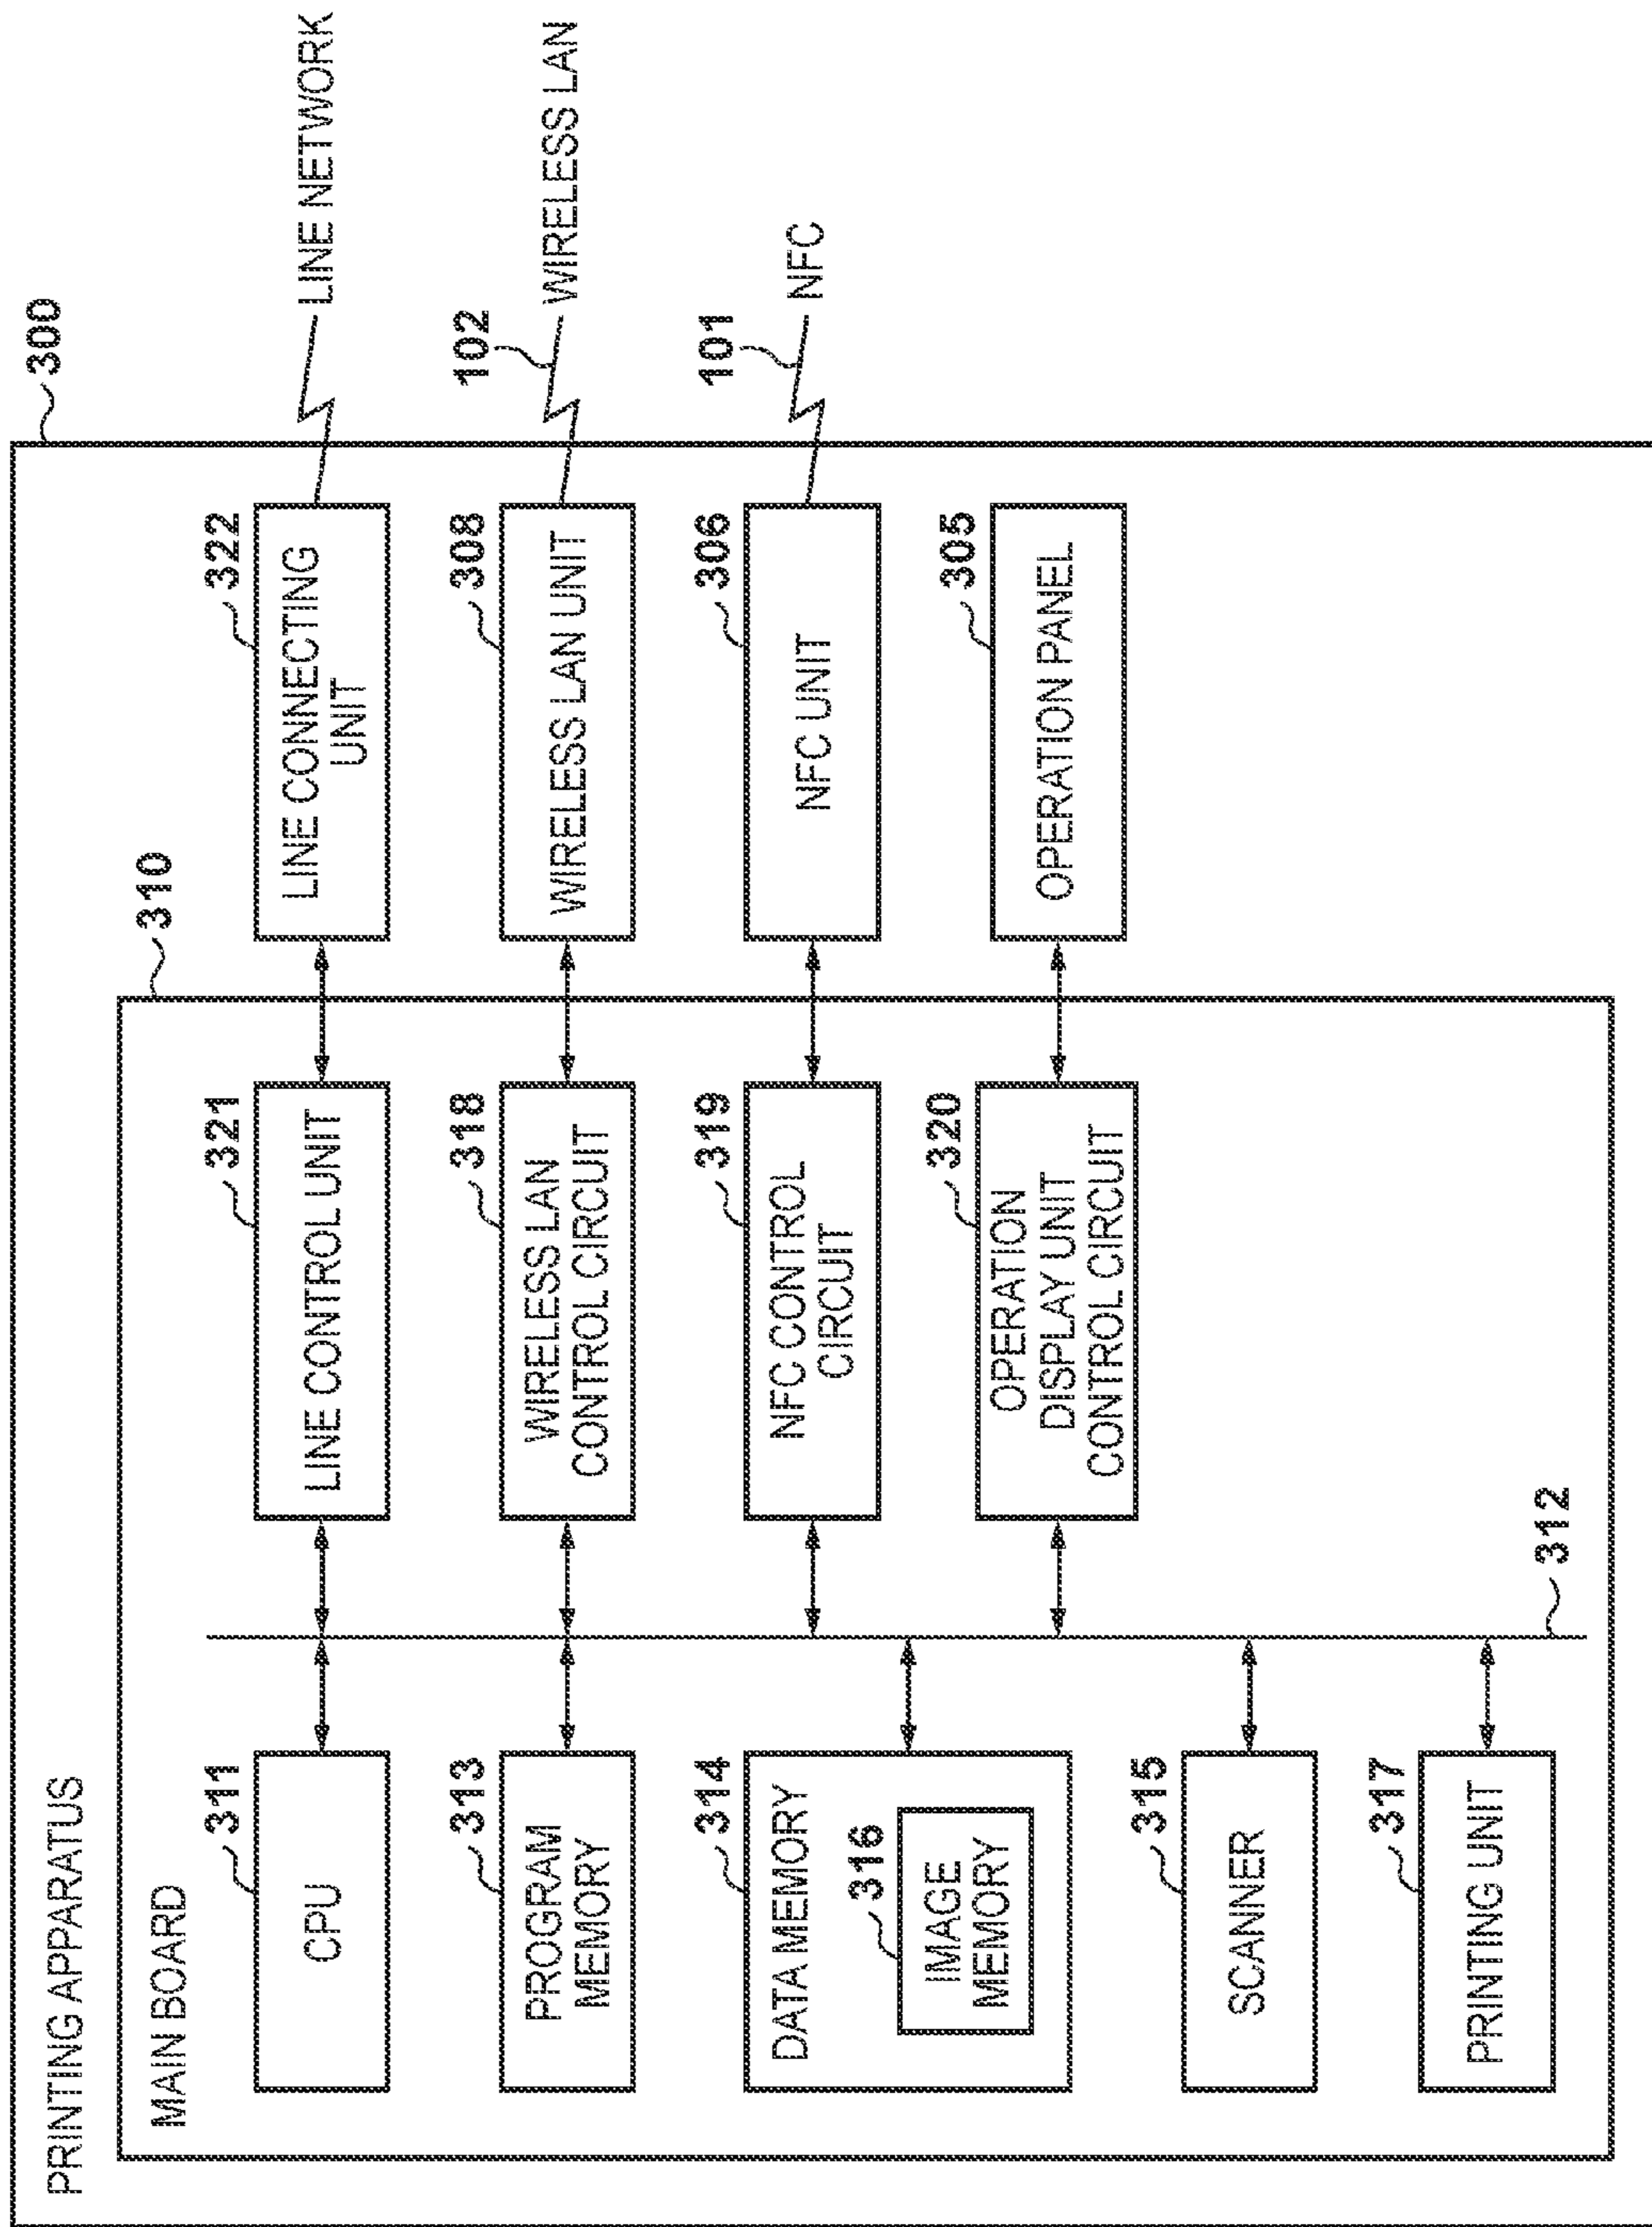 PRINTING APPARATUS
300
MAIN BOARD
310
311
CPU
321
LINE CONTROL UNIT
322
LINE CONNECTING
UNIT
LINE NETWORK
313
PROGRAM
MEMORY
318
WIRELESS LAN
CONTROL CIRCUIT
308
WIRELESS LAN UNIT
102
WIRELESS LAN
314
DATA MEMORY
316
IMAGE
MEMORY
319
NFC CONTROL
CIRCUIT
306
NFC UNIT
101
NFC
320
OPERATION
DISPLAY UNIT
CONTROL CIRCUIT
305
OPERATION PANEL
315
SCANNER
317
PRINTING UNIT
312